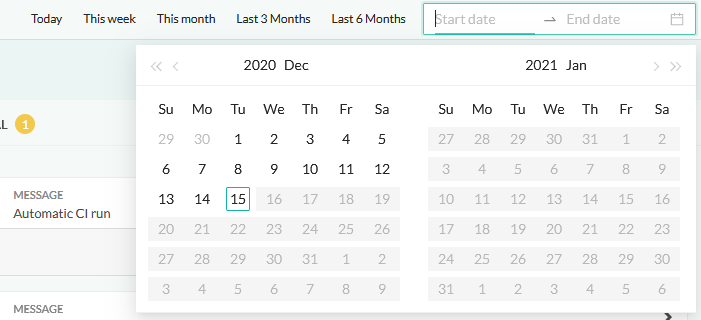 Today This week This month Last 3 Months Last 6 Months Start date → End date
« ‹ 2020 Dec 2021 Jan › »
Su Mo Tu We Th Fr Sa Su Mo Tu We Th Fr Sa
29 30 1 2 3 4 5 27 28 29 30 31 1 2
L 1
6 7 8 9 10 11 12 3 4 5 6 7 8 9
MESSAGE 13 14 15 16 17 18 19 10 11 12 13 14 15 16
Automatic CI run
20 21 22 23 24 25 26 17 18 19 20 21 22 23
27 28 29 30 31 1 2 24 25 26 27 28 29 30
3 4 5 6 7 8 9 31 1 2 3 4 5 6
MESSAGE